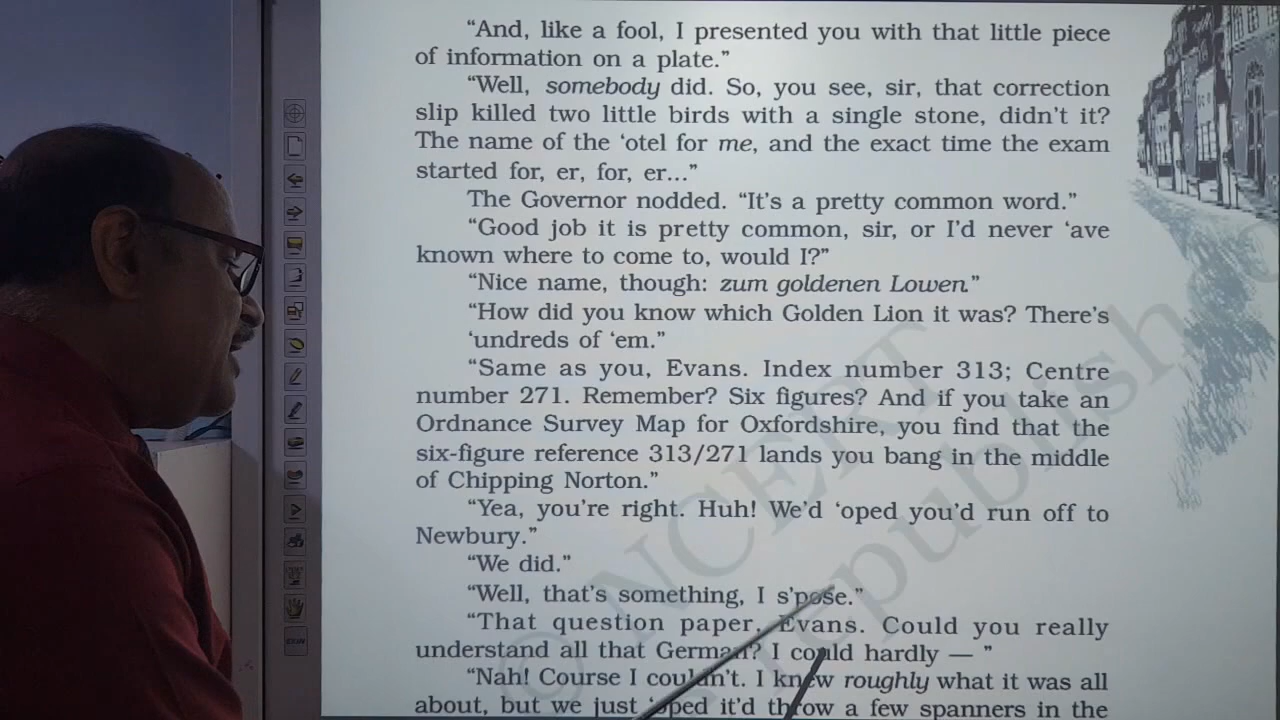 “And, like a fool, I presented you with that little piece
of information on a plate.”
“Well, somebody did. So, you see, sir, that correction
slip killed two little birds with a single stone, didn't it?
The name of the ‘otel for me, and the exact time the exam
started for, er, for, er...”
The Governor nodded. “It's a pretty common word.”
“Good job it is pretty common, sir, or I'd never ‘ave
known where to come to, would I?”
“Nice name, though: zum goldenen Lowen.”
“How did you know which Golden Lion it was? There's
‘undreds of ‘em.”
“Same as you, Evans. Index number 313; Centre
number 271. Remember? Six figures? And if you take an
Ordnance Survey Map for Oxfordshire, you find that the
six-figure reference 313/271 lands you bang in the middle
of Chipping Norton.”
“Yea, you're right. Huh! We'd ‘oped you'd run off to
Newbury.”
“We did.”
“Well, that's something, I s'pose.”
“That question paper, Evans. Could you really
understand all that German? I could hardly — ”
“Nah! Course I couldn't. I knew roughly what it was all
about, but we just ‘oped it'd throw a few spanners in the
© NCERT
republish